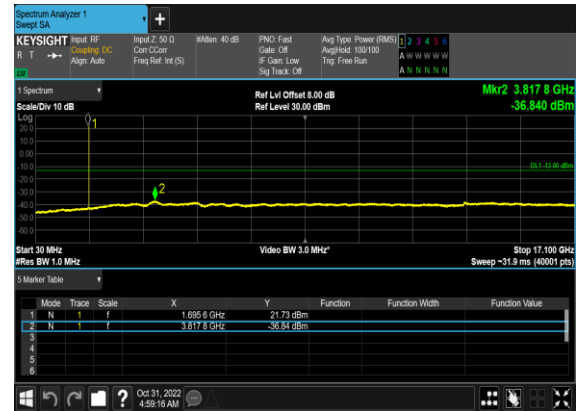 Spectrum Analyzer 1
Swept SA
+
KEYSIGHT Input: RF Input Z: 50 Ω #Atten: 40 dB PNO: Fast Avg Type: Power (RMS) 1 2 3 4 5 6
R T Coupling: DC Corr CCorr Gate: Off Avg|Hold: 100/100 A W W W W W
Align: Auto Freq Ref: Int (S) IF Gain: Low Trig: Free Run
LW Sig Track: Off A N N N N N
1 Spectrum Ref Lvl Offset 8.00 dB Mkr2 3.817 8 GHz
Scale/Div 10 dB Ref Level 30.00 dBm -36.840 dBm
Log
20.0
10.0
0.00
-10.0
-20.0
-30.0
-40.0
-50.0
-60.0
1
2
DL1 -13.00 dBm
Start 30 MHz Video BW 3.0 MHz* Stop 17.100 GHz
#Res BW 1.0 MHz Sweep ~31.9 ms (40001 pts)
5 Marker Table
Mode Trace Scale X Y Function Function Width Function Value
1 N 1 f 1.695 6 GHz 21.73 dBm
2 N 1 f 3.817 8 GHz -36.84 dBm
3
4
5
6
? Oct 31, 2022
4:59:16 AM